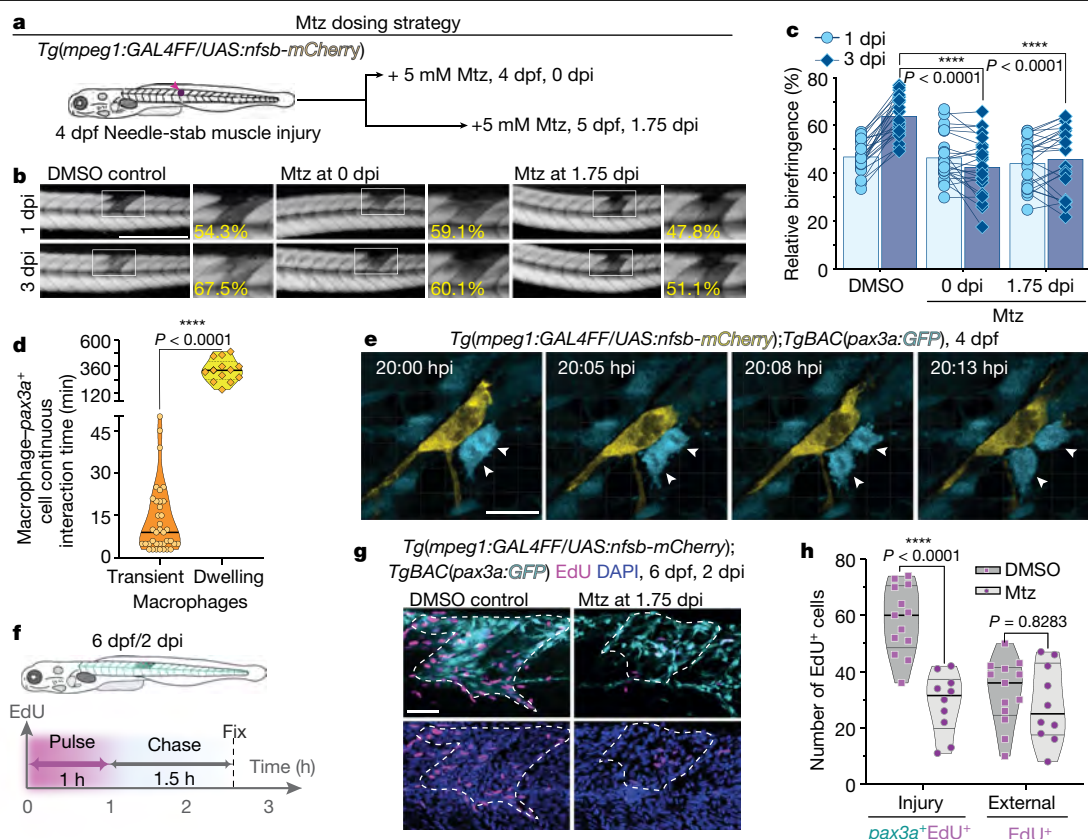 a
Mtz dosing strategy
Tg(mpeg1:GAL4FF/UAS:nfsb-mCherry)
+ 5 mM Mtz, 4 dpf, 0 dpi
+5 mM Mtz, 5 dpf, 1.75 dpi
4 dpf Needle-stab muscle injury
b
DMSO control
Mtz at 0 dpi
Mtz at 1.75 dpi
1 dpi
54.3%
59.1%
47.8%
3 dpi
67.5%
60.1%
51.1%
c
1 dpi
3 dpi
****
P < 0.0001
****
P < 0.0001
Relative birefringence (%)
80
60
40
20
0
DMSO
0 dpi
1.75 dpi
Mtz
d
****
P < 0.0001
Macrophage–pax3a+
cell continuous
interaction time (min)
600
360
120
45
30
15
0
Transient
Dwelling
Macrophages
e
Tg(mpeg1:GAL4FF/UAS:nfsb-mCherry);TgBAC(pax3a:GFP), 4 dpf
20:00 hpi
20:05 hpi
20:08 hpi
20:13 hpi
f
6 dpf/2 dpi
EdU
Pulse
Chase
Fix
1 h
1.5 h
Time (h)
0
1
2
3
g
Tg(mpeg1:GAL4FF/UAS:nfsb-mCherry);
TgBAC(pax3a:GFP) EdU DAPI, 6 dpf, 2 dpi
DMSO control
Mtz at 1.75 dpi
h
****
P < 0.0001
DMSO
Mtz
P = 0.8283
Number of EdU+ cells
80
60
40
20
0
Injury
External
pax3a+EdU+
EdU+